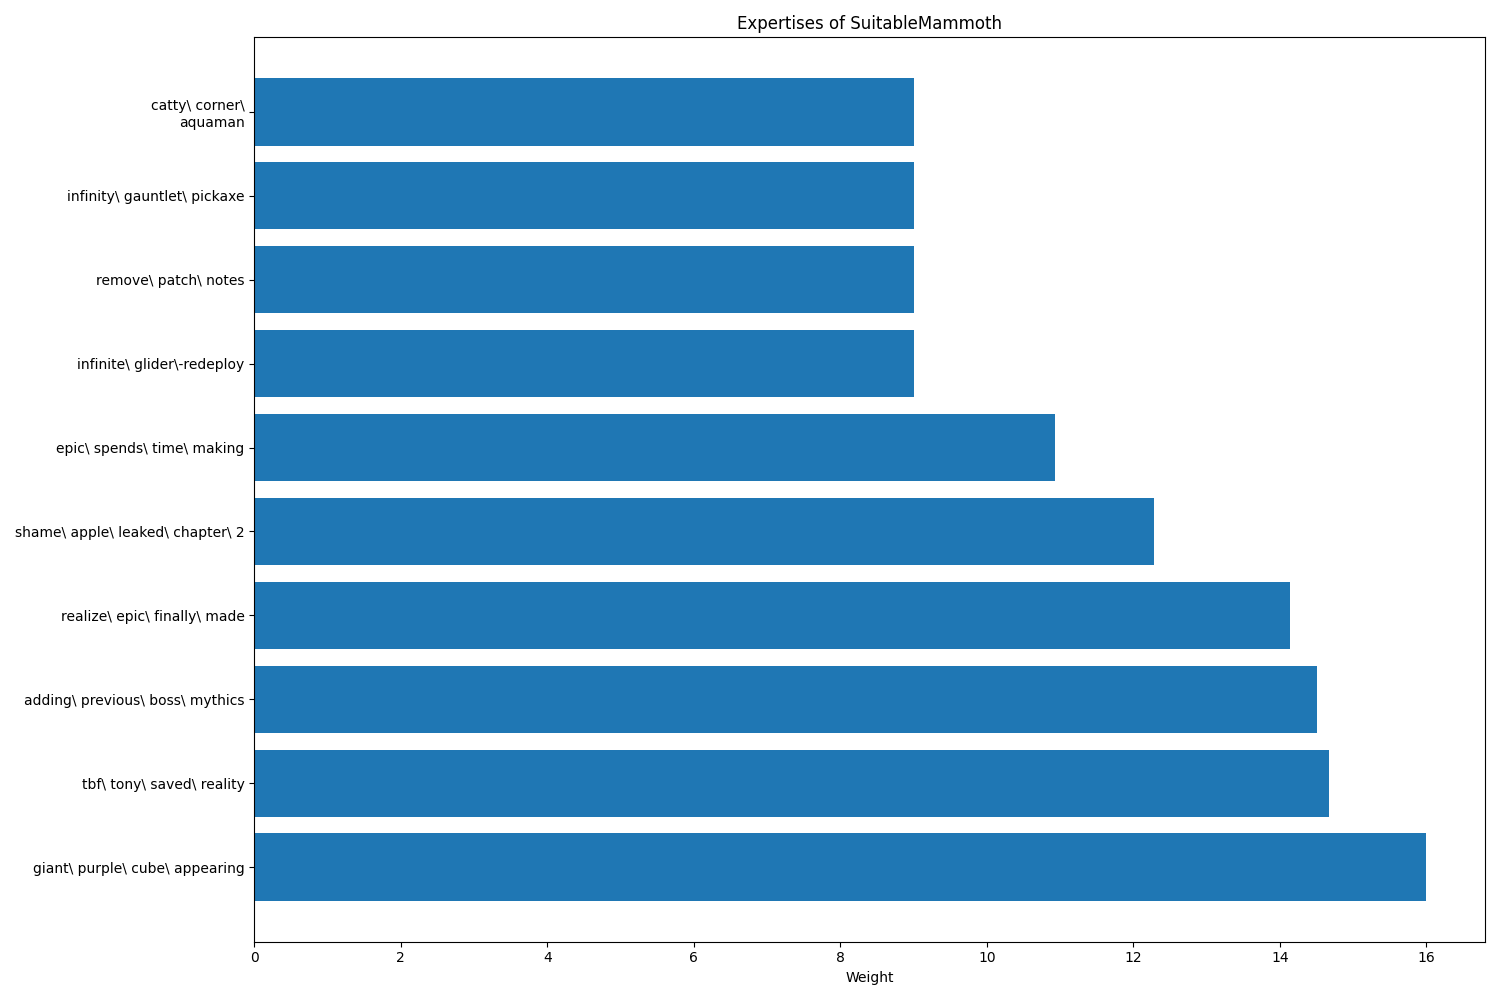 Expertises of SuitableMammoth
catty\ corner\
aquaman
infinity\ gauntlet\ pickaxe
remove\ patch\ notes
infinite\ glider\-redeploy
epic\ spends\ time\ making
shame\ apple\ leaked\ chapter\ 2
realize\ epic\ finally\ made
adding\ previous\ boss\ mythics
tbf\ tony\ saved\ reality
giant\ purple\ cube\ appearing
0 2 4 6 8 10 12 14 16
Weight